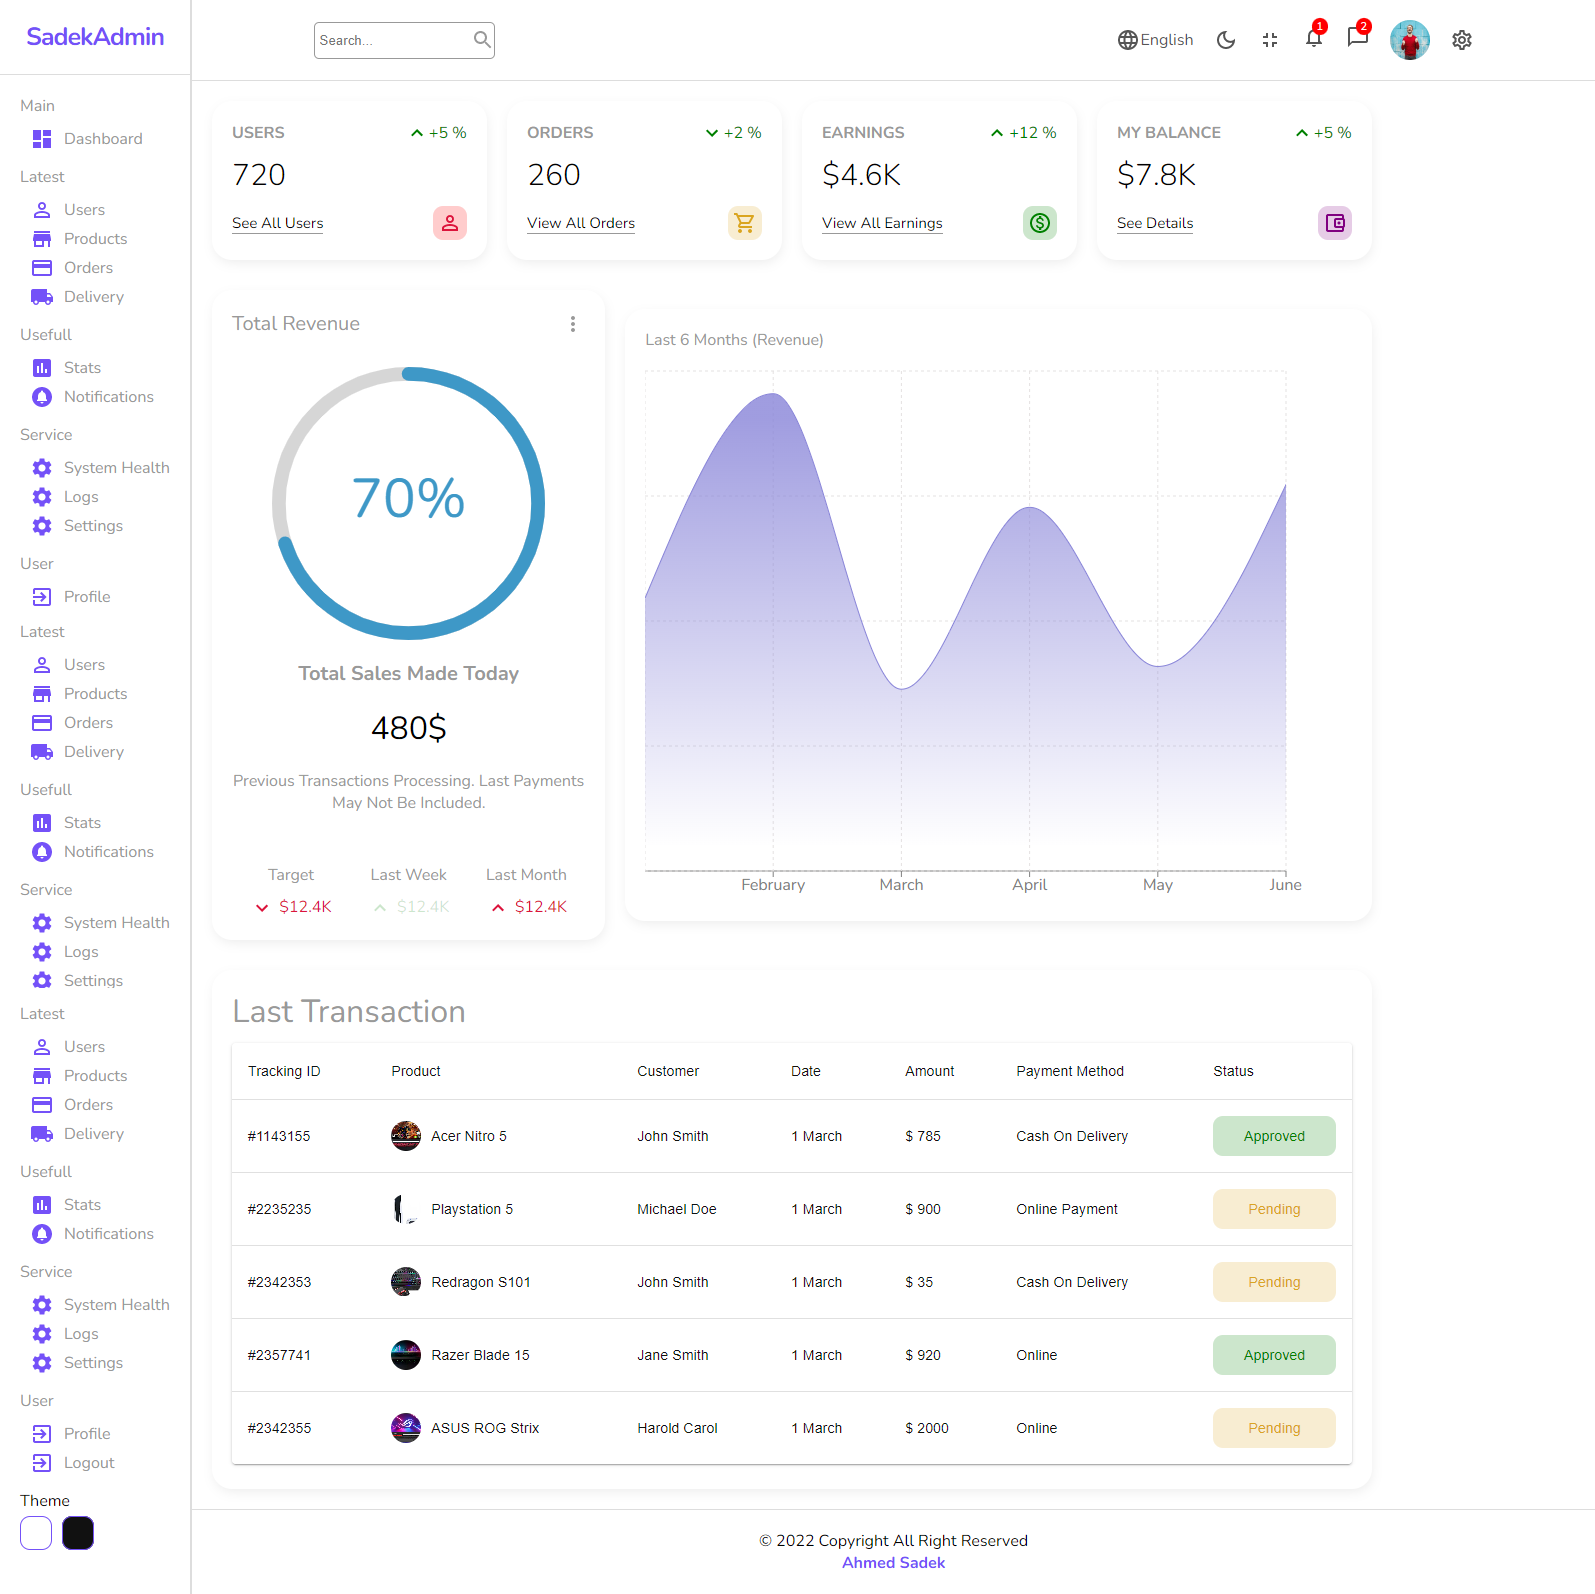 SadekAdmin
Main
Dashboard
Latest
Users
Products
Orders
Delivery
Usefull
Stats
Notifications
Service
System Health
Logs
Settings
User
Profile
Latest
Users
Products
Orders
Delivery
Usefull
Stats
Notifications
Service
System Health
Logs
Settings
Latest
Users
Products
Orders
Delivery
Usefull
Stats
Notifications
Service
System Health
Logs
Settings
User
Profile
Logout
Theme
Search...
English
1
2
USERS +5 %
720
See All Users
ORDERS +2 %
260
View All Orders
EARNINGS +12 %
$4.6K
View All Earnings
MY BALANCE +5 %
$7.8K
See Details
Total Revenue
70%
Total Sales Made Today
480$
Previous Transactions Processing. Last Payments
May Not Be Included.
Target Last Week Last Month
$12.4K $12.4K $12.4K
Last 6 Months (Revenue)
February March April May June
Last Transaction
Tracking ID Product Customer Date Amount Payment Method Status
#1143155 Acer Nitro 5 John Smith 1 March $ 785 Cash On Delivery Approved
#2235235 Playstation 5 Michael Doe 1 March $ 900 Online Payment Pending
#2342353 Redragon S101 John Smith 1 March $ 35 Cash On Delivery Pending
#2357741 Razer Blade 15 Jane Smith 1 March $ 920 Online Approved
#2342355 ASUS ROG Strix Harold Carol 1 March $ 2000 Online Pending
© 2022 Copyright All Right Reserved
Ahmed Sadek